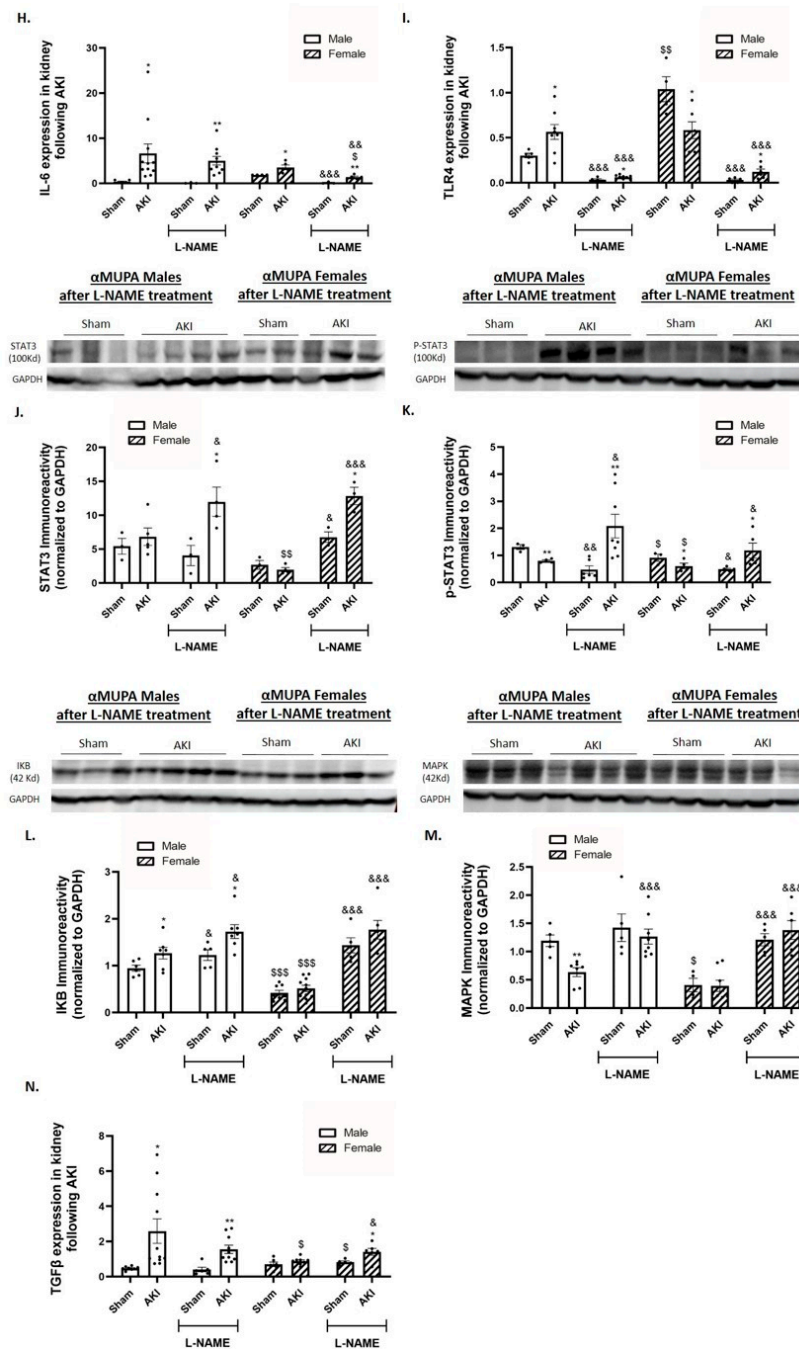 H.
IL-6 expression in kidney
following AKI
30
20
10
0
Male
Female
*
**
*
&&&
&&
$
**
Sham
AKI
Sham
AKI
Sham
AKI
Sham
AKI
L-NAME
I.
TLR4 expression in kidney
following AKI
1.5
1.0
0.5
0.0
Male
Female
*
&&&
&&&
$$
*
&&&
&&&
*
Sham
AKI
Sham
AKI
Sham
AKI
Sham
AKI
L-NAME
αMUPA Males
after L-NAME treatment
αMUPA Females
after L-NAME treatment
Sham
AKI
Sham
AKI
STAT3
(100Kd)
GAPDH
αMUPA Males
after L-NAME treatment
αMUPA Females
after L-NAME treatment
Sham
AKI
Sham
AKI
P-STAT3
(100Kd)
GAPDH
J.
STAT3 Immunoreactivity
(normalized to GAPDH)
20
15
10
5
0
Male
Female
&
*
$$
&
&&&
*
Sham
AKI
Sham
AKI
Sham
AKI
Sham
AKI
L-NAME
K.
p-STAT3 Immunoreactivity
(normalized to GAPDH)
5
4
3
2
1
0
Male
Female
**
&&
&
**
$
$
*
&
&
*
Sham
AKI
Sham
AKI
Sham
AKI
Sham
AKI
L-NAME
αMUPA Males
after L-NAME treatment
αMUPA Females
after L-NAME treatment
Sham
AKI
Sham
AKI
IKB
(42 Kd)
GAPDH
αMUPA Males
after L-NAME treatment
αMUPA Females
after L-NAME treatment
Sham
AKI
Sham
AKI
MAPK
(42Kd)
GAPDH
L.
IKB Immunoreactivity
(normalized to GAPDH)
3
2
1
0
Male
Female
*
&
&
*
$$$
$$$
&&&
&&&
Sham
AKI
Sham
AKI
Sham
AKI
Sham
AKI
L-NAME
M.
MAPK Immunoreactivity
(normalized to GAPDH)
2.5
2.0
1.5
1.0
0.5
0.0
Male
Female
**
&&&
$
&&&
&&&
Sham
AKI
Sham
AKI
Sham
AKI
Sham
AKI
L-NAME
N.
TGFβ expression in kidney
following AKI
8
6
4
2
0
Male
Female
*
**
$
$
&
*
Sham
AKI
Sham
AKI
Sham
AKI
Sham
AKI
L-NAME